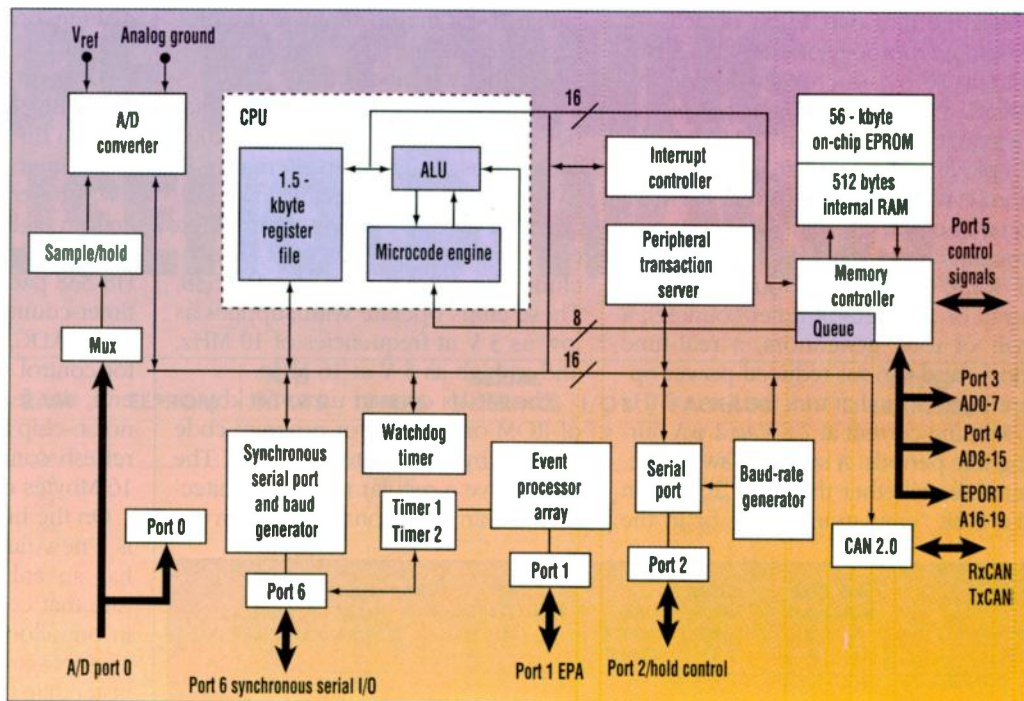 Vref
Analog ground
A/D
converter
Sample/hold
Mux
Port 0
A/D port 0
CPU
1.5 -
kbyte
register
file
ALU
Microcode engine
16
8
16
Interrupt
controller
Peripheral
transaction
server
56 - kbyte
on-chip EPROM
512 bytes
internal RAM
Memory
controller
Queue
Port 5
control
signals
Port 3
AD0-7
Port 4
AD8-15
EPORT
A16-19
Synchronous
serial port
and baud
generator
Watchdog
timer
Timer 1
Timer 2
Event
processor
array
Serial
port
Baud-rate
generator
CAN 2.0
RxCAN
TxCAN
Port 6
Port 1
Port 2
Port 6 synchronous serial I/O
Port 1 EPA
Port 2/hold control